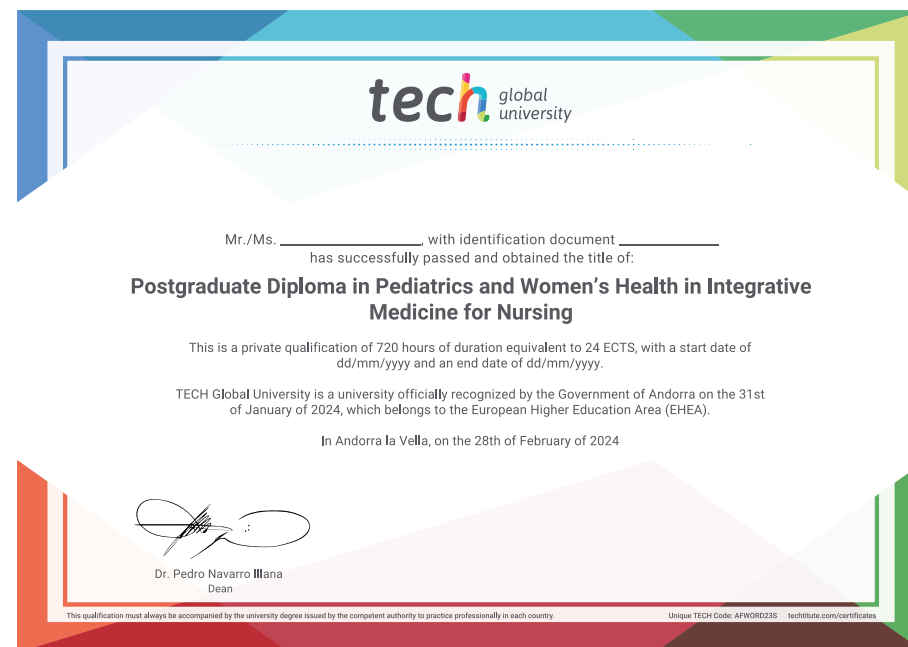 tech global
university
Mr./Ms. ____________________, with identification document ______________
has successfully passed and obtained the title of:
Postgraduate Diploma in Pediatrics and Women’s Health in Integrative
Medicine for Nursing
This is a private qualification of 720 hours of duration equivalent to 24 ECTS, with a start date of
dd/mm/yyyy and an end date of dd/mm/yyyy.
TECH Global University is a university officially recognized by the Government of Andorra on the 31st
of January of 2024, which belongs to the European Higher Education Area (EHEA).
In Andorra la Vella, on the 28th of February of 2024
Dr. Pedro Navarro Illana
Dean
This qualification must always be accompanied by the university degree issued by the competent authority to practice professionally in each country. Unique TECH Code: AFWORD23S techtitute.com/certificates